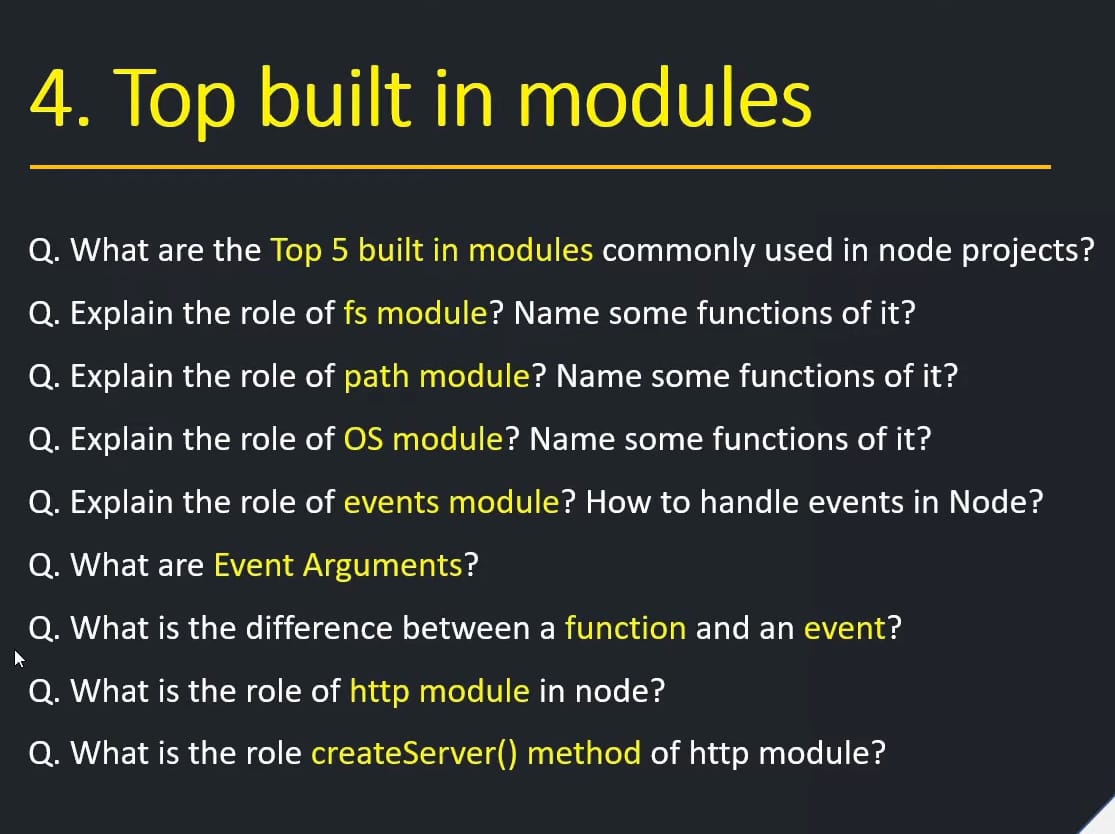 4. Top built in modules
Q. What are the Top 5 built in modules commonly used in node projects?
Q. Explain the role of fs module? Name some functions of it?
Q. Explain the role of path module? Name some functions of it?
Q. Explain the role of OS module? Name some functions of it?
Q. Explain the role of events module? How to handle events in Node?
Q. What are Event Arguments?
Q. What is the difference between a function and an event?
Q. What is the role of http module in node?
Q. What is the role createServer() method of http module?